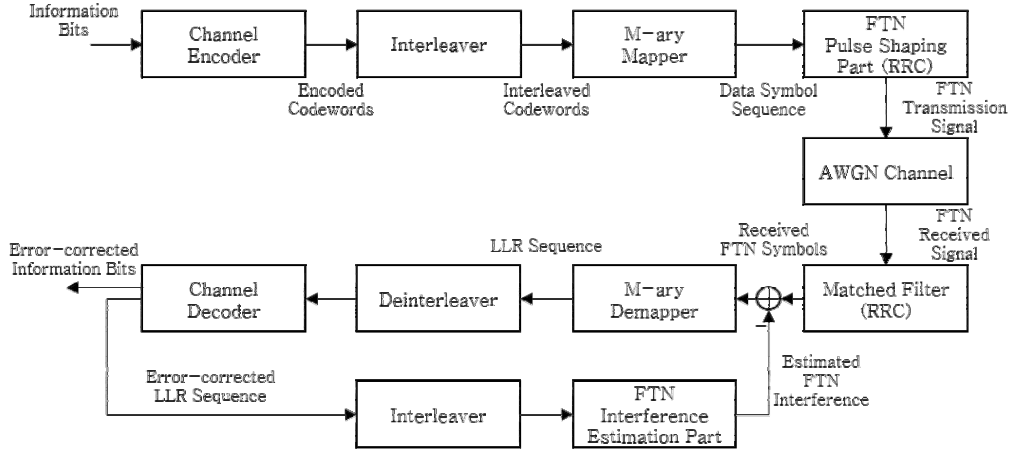 Information
Bits
Channel
Encoder
Encoded
Codewords
Interleaver
Interleaved
Codewords
M-ary
Mapper
Data Symbol
Sequence
FTN
Pulse Shaping
Part (RRC)
FTN
Transmission
Signal
AWGN Channel
FTN
Received
Signal
Matched Filter
(RRC)
Received
FTN Symbols
-
M-ary
Demapper
LLR Sequence
Deinterleaver
Channel
Decoder
Error-corrected
Information Bits
Error-corrected
LLR Sequence
Interleaver
FTN
Interference
Estimation Part
Estimated
FTN
Interference